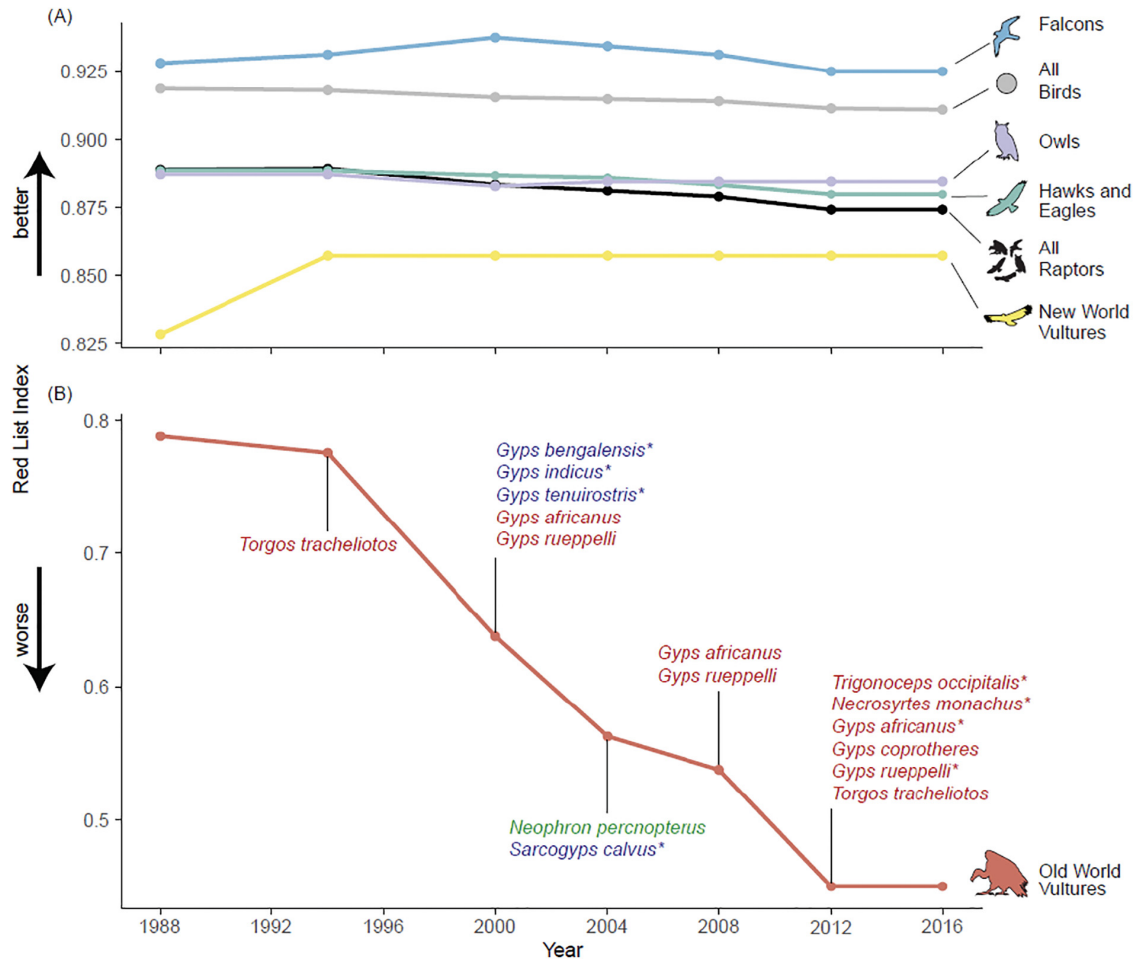 (A)
Falcons
All
Birds
Owls
Hawks and
Eagles
All
Raptors
New World
Vultures
0.925
0.900
0.875
0.850
0.825
better
Red List Index
worse
(B)
0.8
0.7
0.6
0.5
Torgos tracheliotos
Gyps bengalensis*
Gyps indicus*
Gyps tenuirostris*
Gyps africanus
Gyps rueppelli
Neophron percnopterus
Sarcogyps calvus*
Gyps africanus
Gyps rueppelli
Trigonoceps occipitalis*
Necrosyrtes monachus*
Gyps africanus*
Gyps coprotheres
Gyps rueppelli*
Torgos tracheliotos
Old World
Vultures
1988 1992 1996 2000 2004 2008 2012 2016
Year